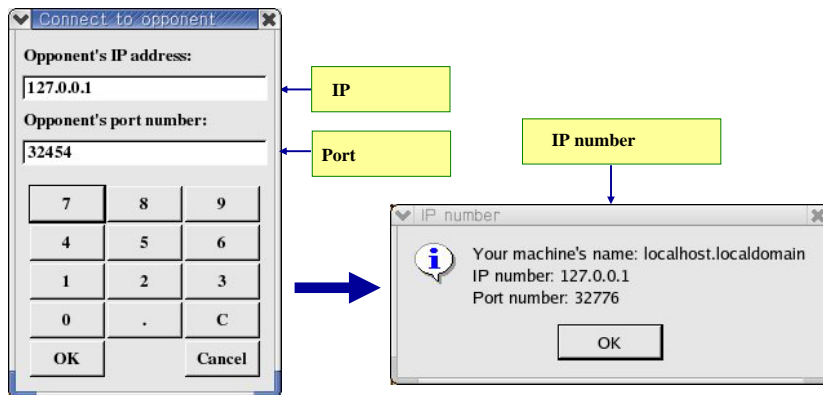 Connect to opponent
Opponent's IP address:
127.0.0.1
Opponent's port number:
32454
7 8 9
4 5 6
1 2 3
0 . C
OK Cancel
IP
Port
IP number
IP number
Your machine's name: localhost.localdomain
IP number: 127.0.0.1
Port number: 32776
OK